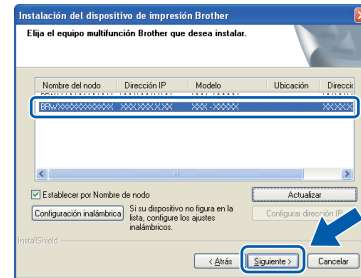 Instalación del dispositivo de impresión Brother
Elija el equipo multifunción Brother que desea instalar.
Nombre del nodo Dirección IP Modelo Ubicación Direcció
BRWXXXXXXXXXXXX XXX.XXX.X.XX XXX-XXXXX XX:XX:X
Establecer por Nombre de nodo
Actualizar
Configuración inalámbrica
Si su dispositivo no figura en la
lista, configure los ajustes
inalámbricos.
Configurar dirección IP
InstallShield
< Atrás Siguiente > Cancelar